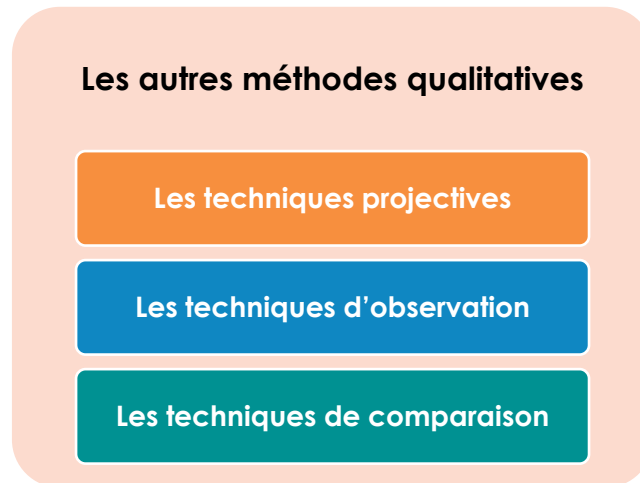 Les autres méthodes qualitatives
Les techniques projectives
Les techniques d’observation
Les techniques de comparaison